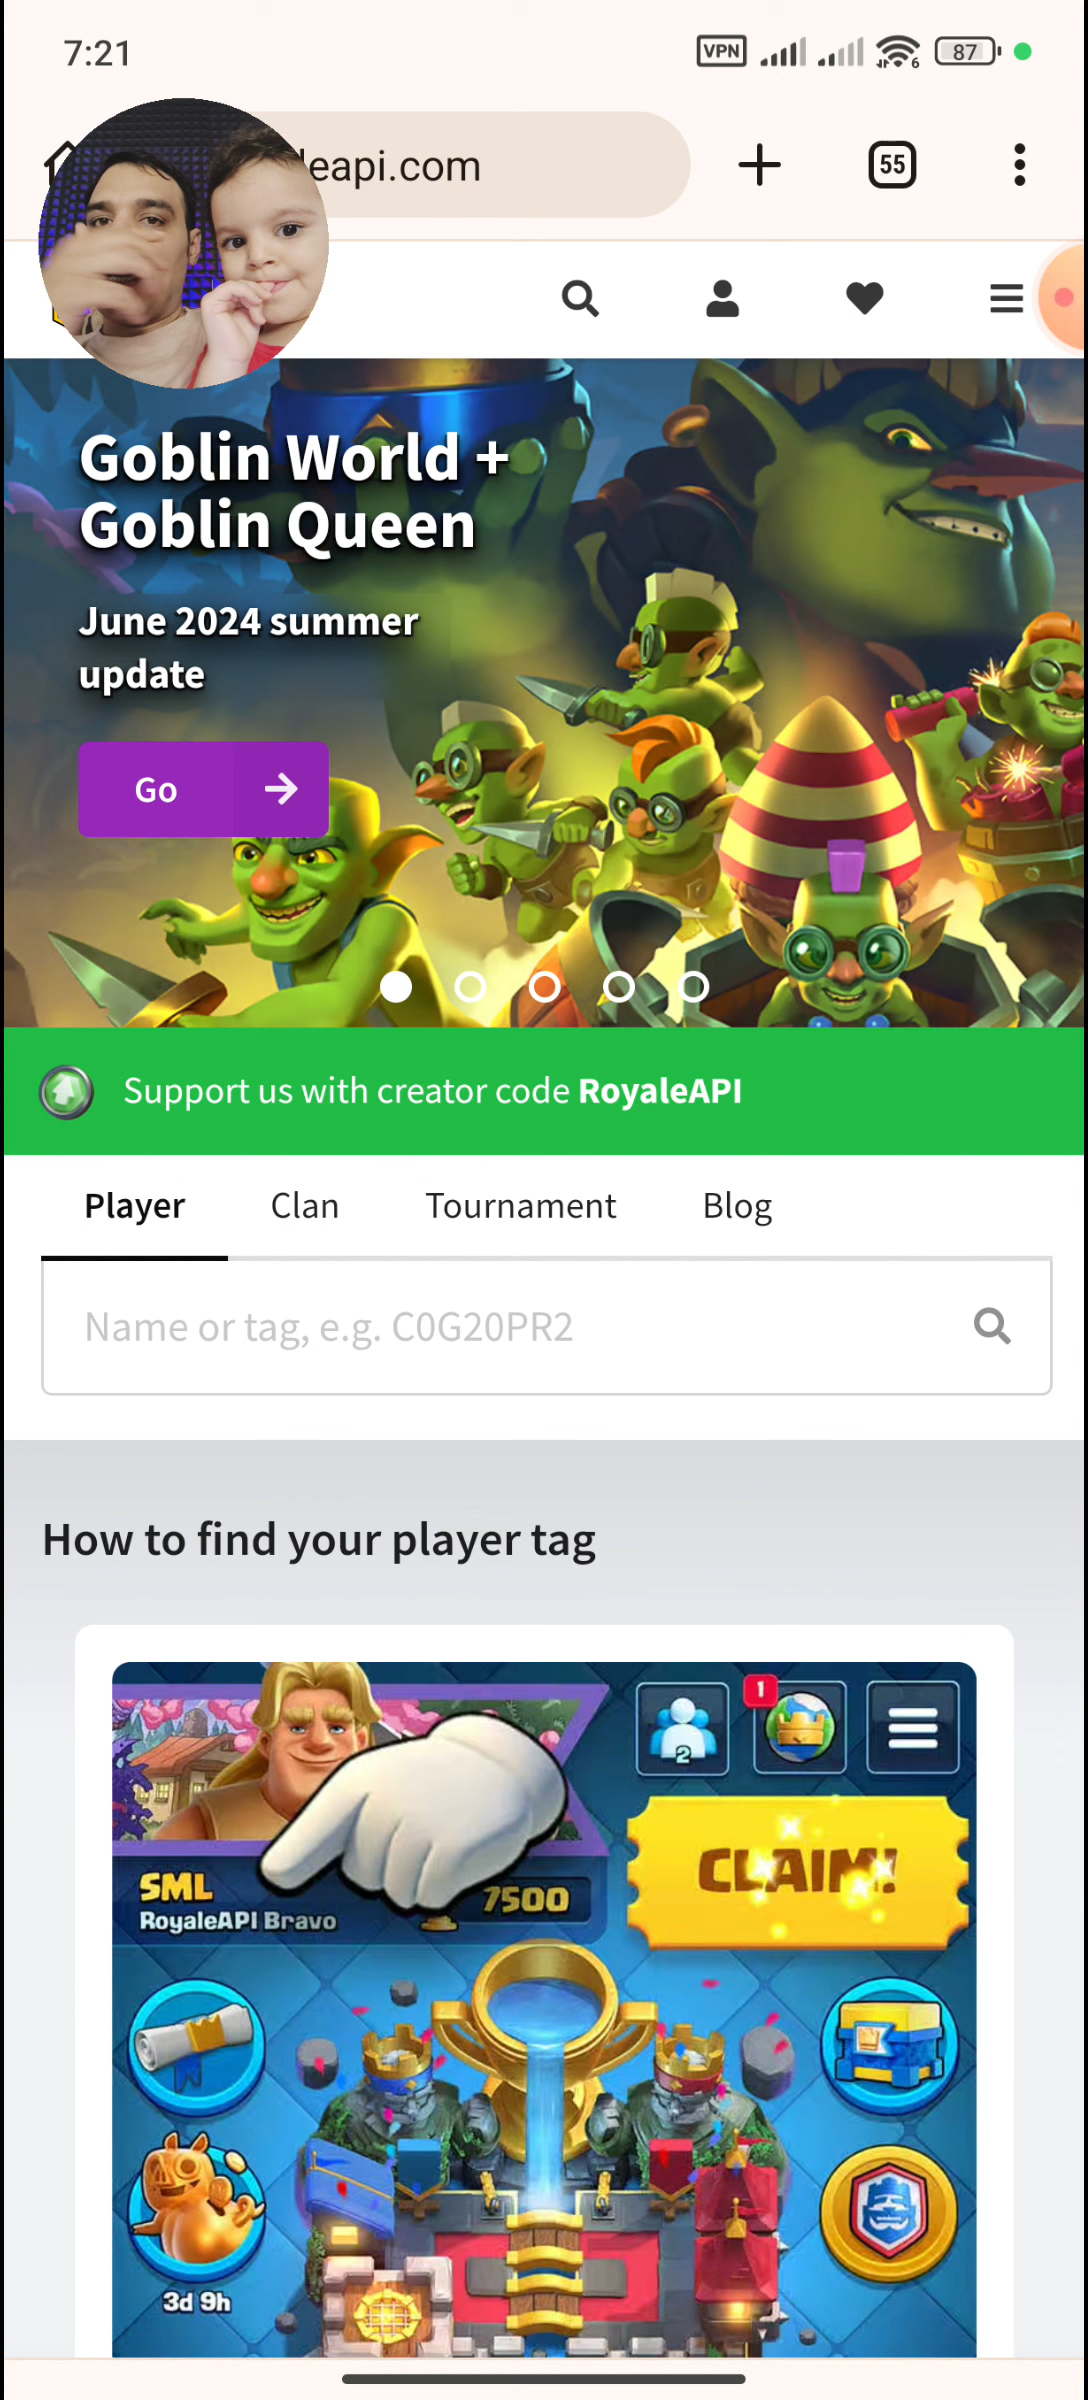 7:21
VPN
6
87
leapi.com
55
Goblin World +
Goblin Queen
June 2024 summer
update
Go
Support us with creator code RoyaleAPI
Player Clan Tournament Blog
Name or tag, e.g. C0G20PR2
How to find your player tag
2
1
SML
7500
RoyaleAPI Bravo
CLAIM!
3d 9h